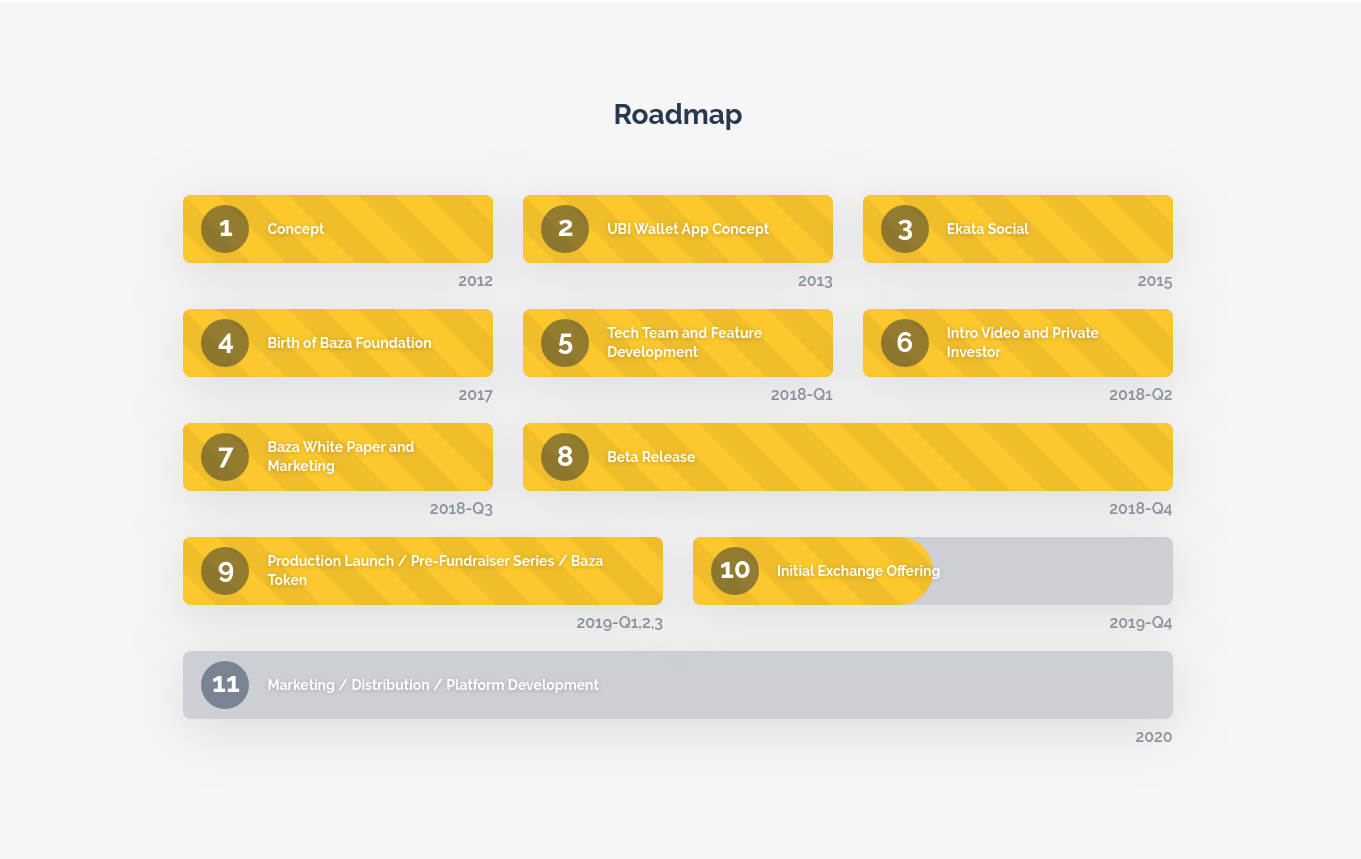 Roadmap
1
Concept
2012
2
UBI Wallet App Concept
2013
3
Ekata Social
2015
4
Birth of Baza Foundation
2017
5
Tech Team and Feature
Development
2018-Q1
6
Intro Video and Private
Investor
2018-Q2
7
Baza White Paper and
Marketing
2018-Q3
8
Beta Release
2018-Q4
9
Production Launch / Pre-Fundraiser Series / Baza
Token
2019-Q1,2,3
10
Initial Exchange Offering
2019-Q4
11
Marketing / Distribution / Platform Development
2020